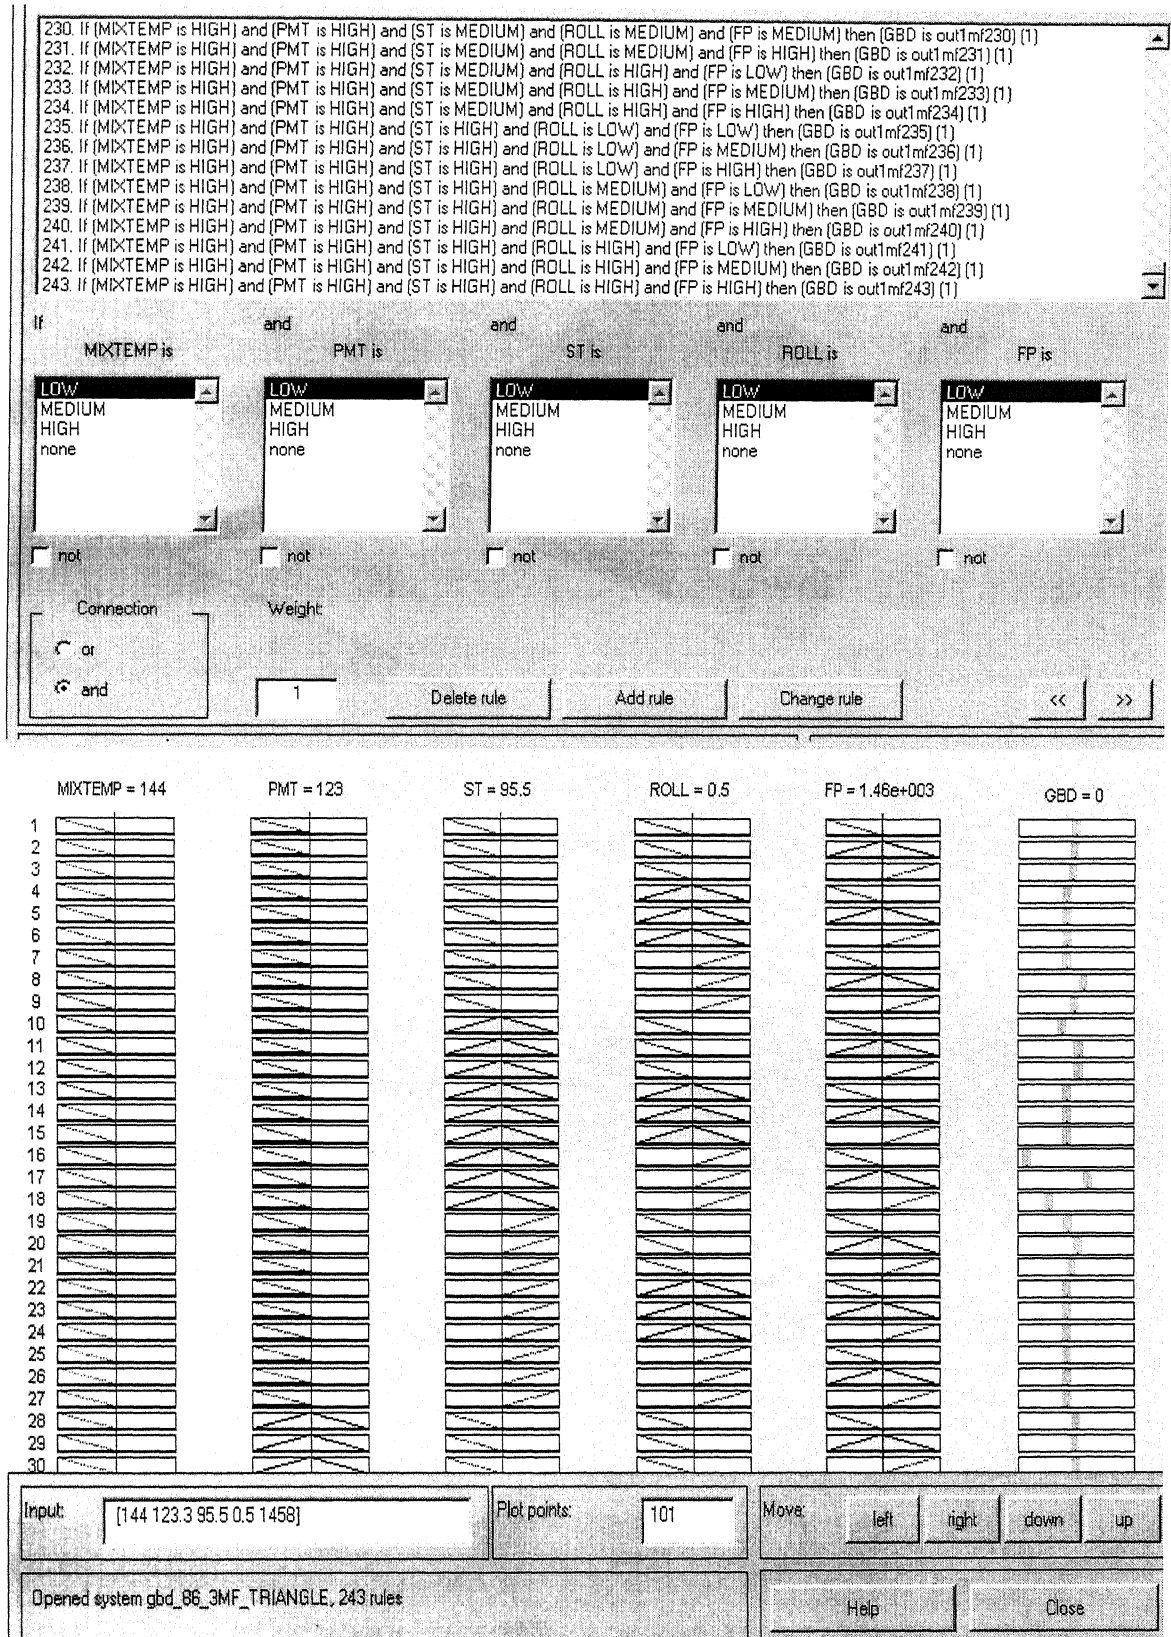 230. If (MIXTEMP is HIGH) and (PMT is HIGH) and (ST is MEDIUM) and (ROLL is MEDIUM) and (FP is MEDIUM) then (GBD is out1mf230) (1)
231. If (MIXTEMP is HIGH) and (PMT is HIGH) and (ST is MEDIUM) and (ROLL is MEDIUM) and (FP is HIGH) then (GBD is out1mf231) (1)
232. If (MIXTEMP is HIGH) and (PMT is HIGH) and (ST is MEDIUM) and (ROLL is HIGH) and (FP is LOW) then (GBD is out1mf232) (1)
233. If (MIXTEMP is HIGH) and (PMT is HIGH) and (ST is MEDIUM) and (ROLL is HIGH) and (FP is MEDIUM) then (GBD is out1mf233) (1)
234. If (MIXTEMP is HIGH) and (PMT is HIGH) and (ST is MEDIUM) and (ROLL is HIGH) and (FP is HIGH) then (GBD is out1mf234) (1)
235. If (MIXTEMP is HIGH) and (PMT is HIGH) and (ST is HIGH) and (ROLL is LOW) and (FP is LOW) then (GBD is out1mf235) (1)
236. If (MIXTEMP is HIGH) and (PMT is HIGH) and (ST is HIGH) and (ROLL is LOW) and (FP is MEDIUM) then (GBD is out1mf236) (1)
237. If (MIXTEMP is HIGH) and (PMT is HIGH) and (ST is HIGH) and (ROLL is LOW) and (FP is HIGH) then (GBD is out1mf237) (1)
238. If (MIXTEMP is HIGH) and (PMT is HIGH) and (ST is HIGH) and (ROLL is MEDIUM) and (FP is LOW) then (GBD is out1mf238) (1)
239. If (MIXTEMP is HIGH) and (PMT is HIGH) and (ST is HIGH) and (ROLL is MEDIUM) and (FP is MEDIUM) then (GBD is out1mf239) (1)
240. If (MIXTEMP is HIGH) and (PMT is HIGH) and (ST is HIGH) and (ROLL is MEDIUM) and (FP is HIGH) then (GBD is out1mf240) (1)
241. If (MIXTEMP is HIGH) and (PMT is HIGH) and (ST is HIGH) and (ROLL is HIGH) and (FP is LOW) then (GBD is out1mf241) (1)
242. If (MIXTEMP is HIGH) and (PMT is HIGH) and (ST is HIGH) and (ROLL is HIGH) and (FP is MEDIUM) then (GBD is out1mf242) (1)
243. If (MIXTEMP is HIGH) and (PMT is HIGH) and (ST is HIGH) and (ROLL is HIGH) and (FP is HIGH) then (GBD is out1mf243) (1)
If and and and and
MIXTEMP is PMT is ST is ROLL is FP is
LOW LOW LOW LOW LOW
MEDIUM MEDIUM MEDIUM MEDIUM MEDIUM
HIGH HIGH HIGH HIGH HIGH
none none none none none
not not not not not
Connection Weight:
or
and 1 Delete rule Add rule Change rule << >>
MIXTEMP = 144 PMT = 123 ST = 95.5 ROLL = 0.5 FP = 1.46e+003 GBD = 0
1
2
3
4
5
6
7
8
9
10
11
12
13
14
15
16
17
18
19
20
21
22
23
24
25
26
27
28
29
30
Input: [144 123.3 95.5 0.5 1458] Plot points: 101 Move: left right down up
Opened system gbd_86_3MF_TRIANGLE, 243 rules Help Close